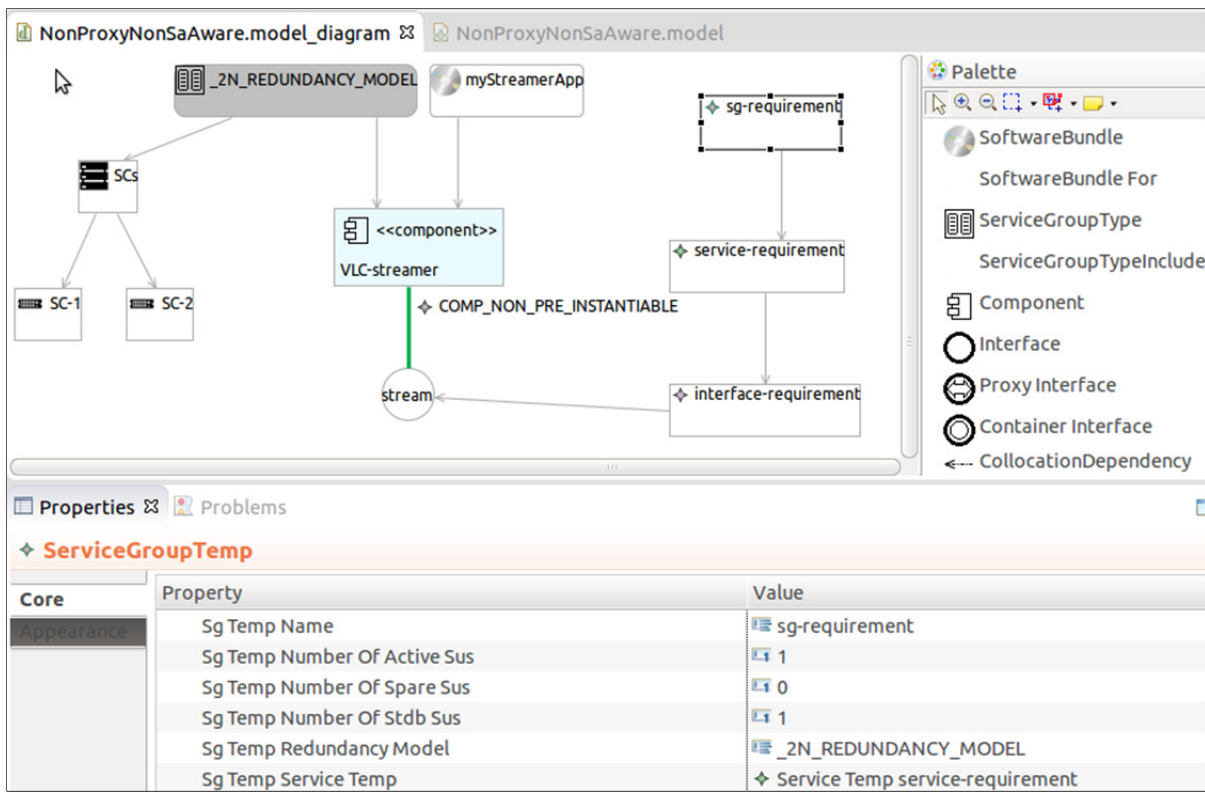 NonProxyNonSaAware.model_diagram
NonProxyNonSaAware.model
_2N_REDUNDANCY_MODEL
myStreamerApp
sg-requirement
SCs
<<component>>
VLC-streamer
service-requirement
SC-1
SC-2
COMP_NON_PRE_INSTANTIABLE
stream
interface-requirement
Palette
SoftwareBundle
SoftwareBundle For
ServiceGroupType
ServiceGroupTypeInclude
Component
Interface
Proxy Interface
Container Interface
CollocationDependency
Properties
Problems
ServiceGroupTemp
Core
Appearance
Property Value
Sg Temp Name sg-requirement
Sg Temp Number Of Active Sus 1
Sg Temp Number Of Spare Sus 0
Sg Temp Number Of Stdb Sus 1
Sg Temp Redundancy Model _2N_REDUNDANCY_MODEL
Sg Temp Service Temp Service Temp service-requirement